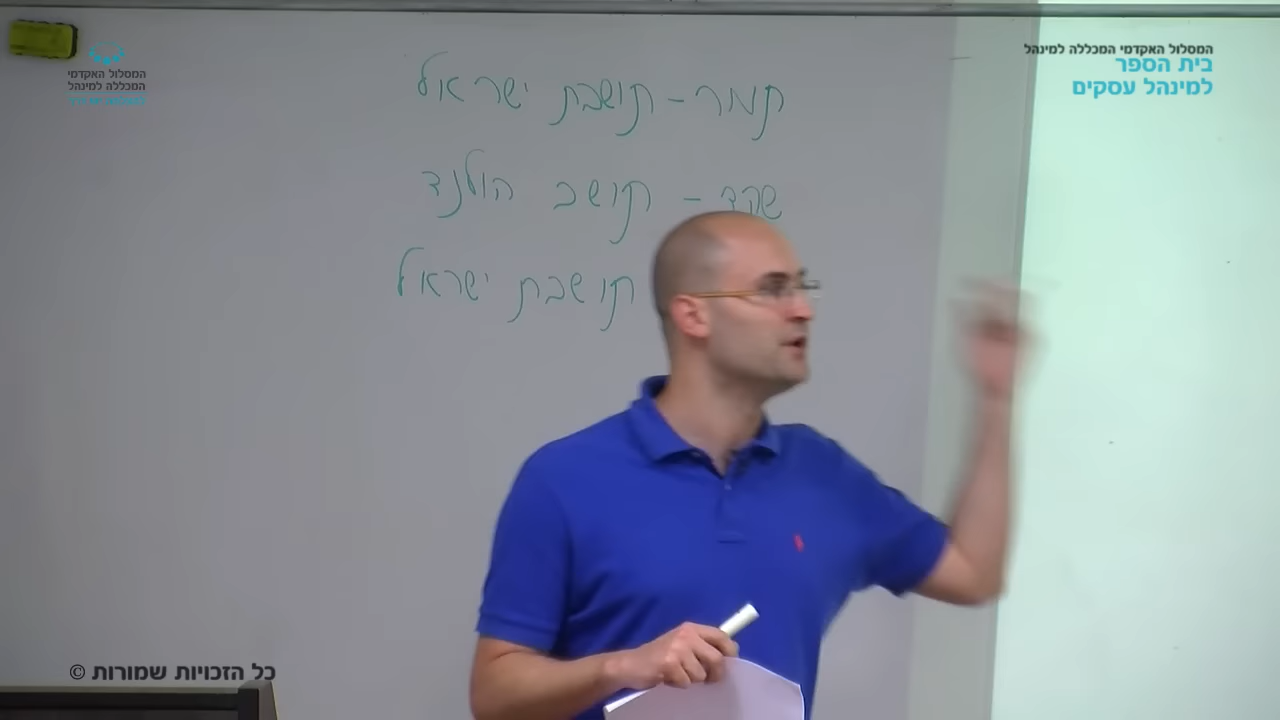 המסלול האקדמי המכללה למינהל
בית הספר
למינהל עסקים
המסלול האקדמי
המכללה למינהל
תמר - תושבת ישראל
שקד - תושב הולנד
תושבת ישראל
כל הזכויות שמורות ©